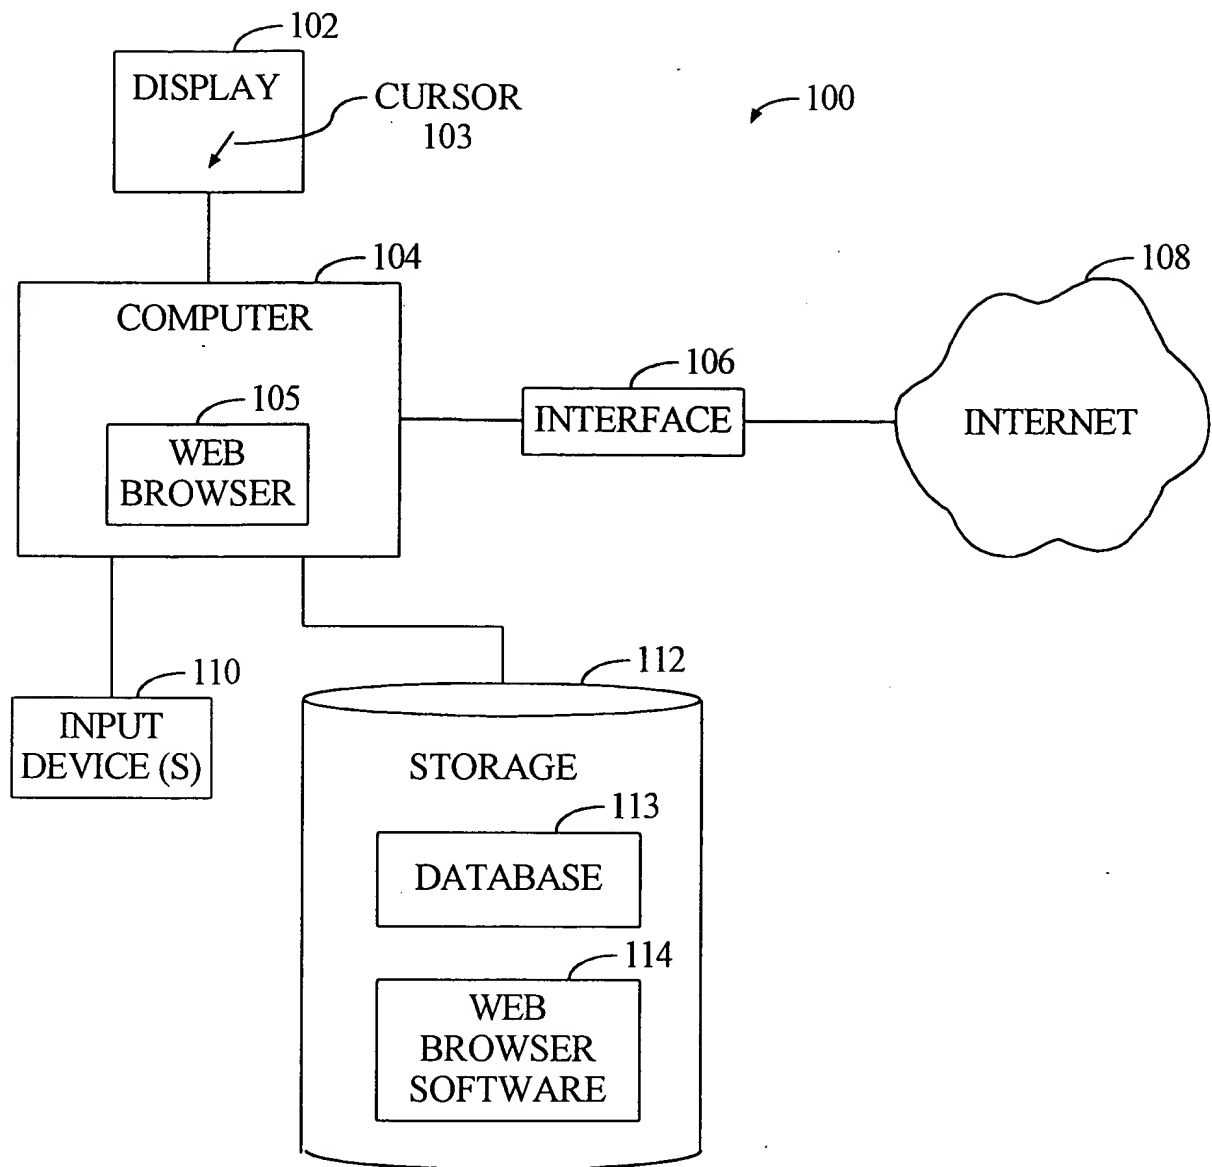 102
DISPLAY
CURSOR
103
100
104
COMPUTER
105
WEB
BROWSER
106
INTERFACE
108
INTERNET
110
INPUT
DEVICE (S)
112
STORAGE
113
DATABASE
114
WEB
BROWSER
SOFTWARE